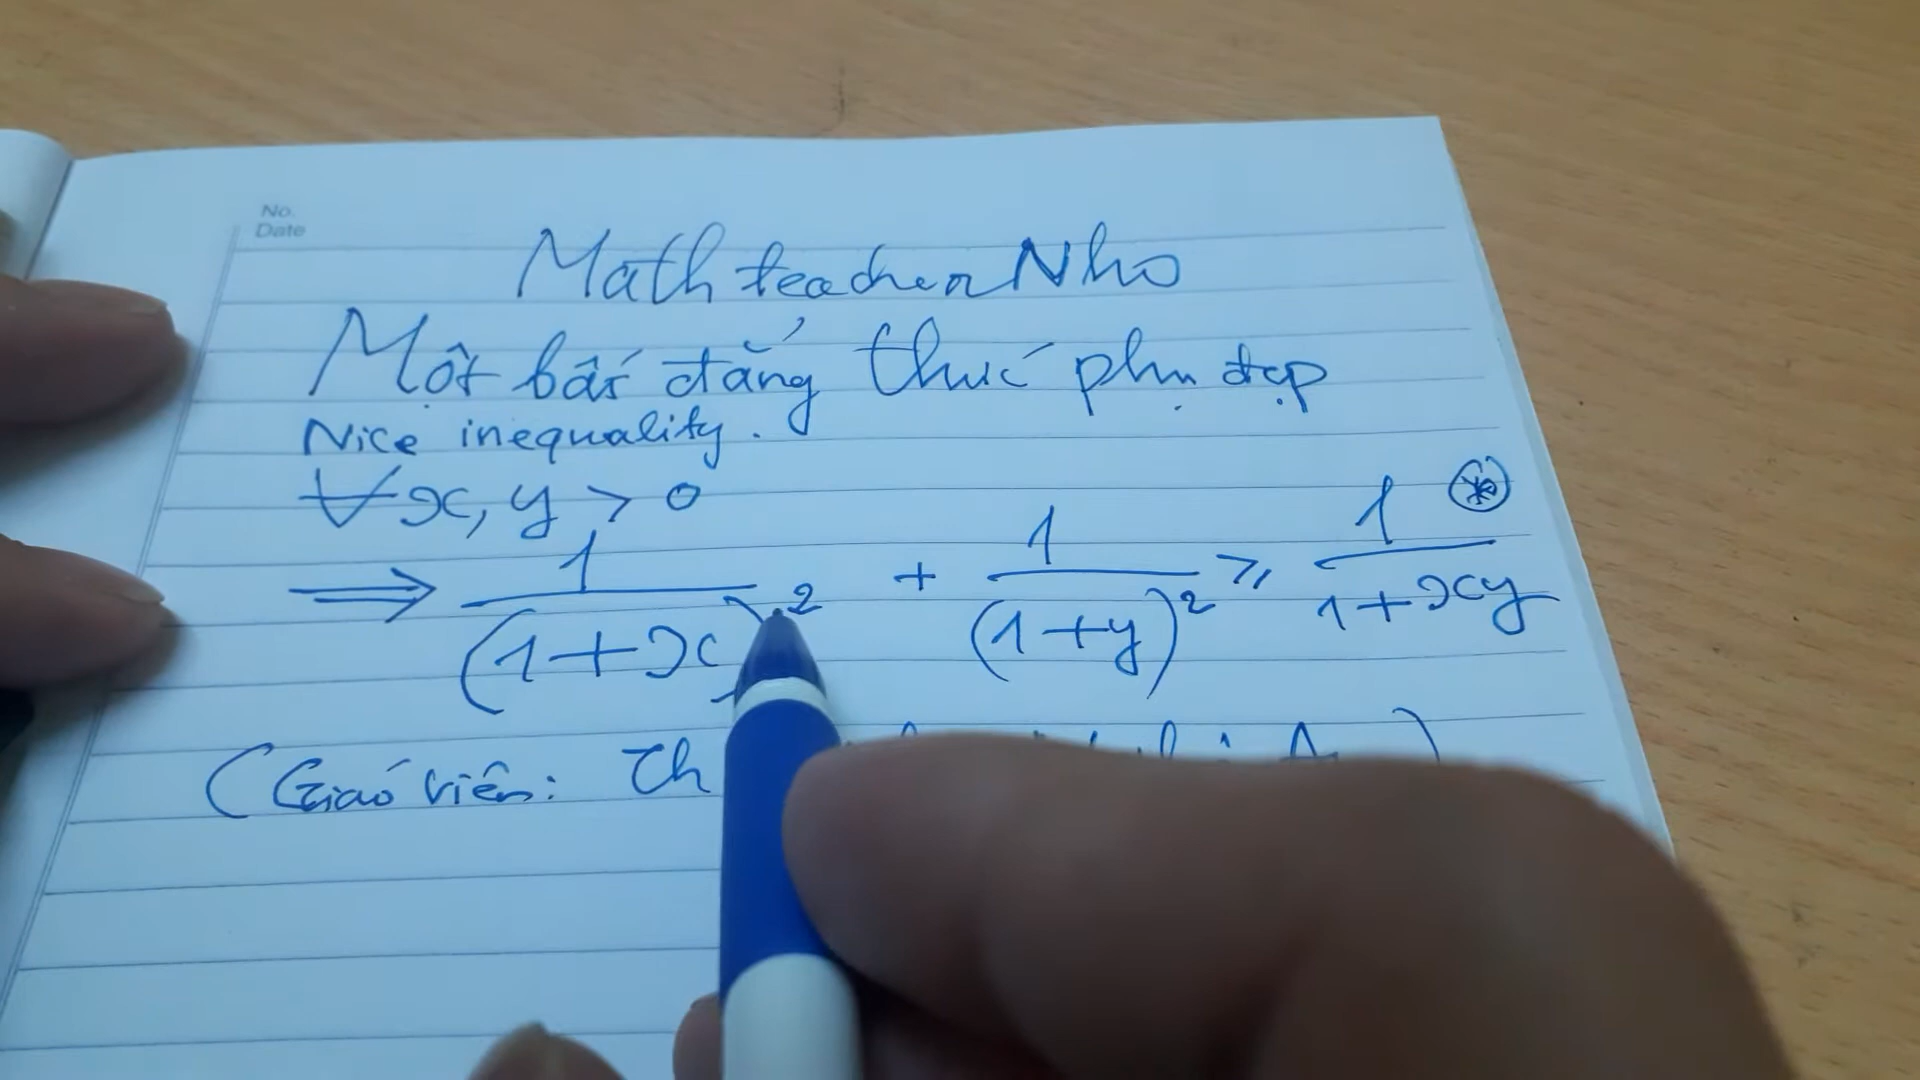 No.
Date
Math teacher Nho
Một bất đẳng thức phụ đẹp
Nice inequality.
∀x, y > 0
⟹ 1/(1+x)² + 1/(1+y)² ≥ 1/(1+xy) ⊛
(Giáo viên: